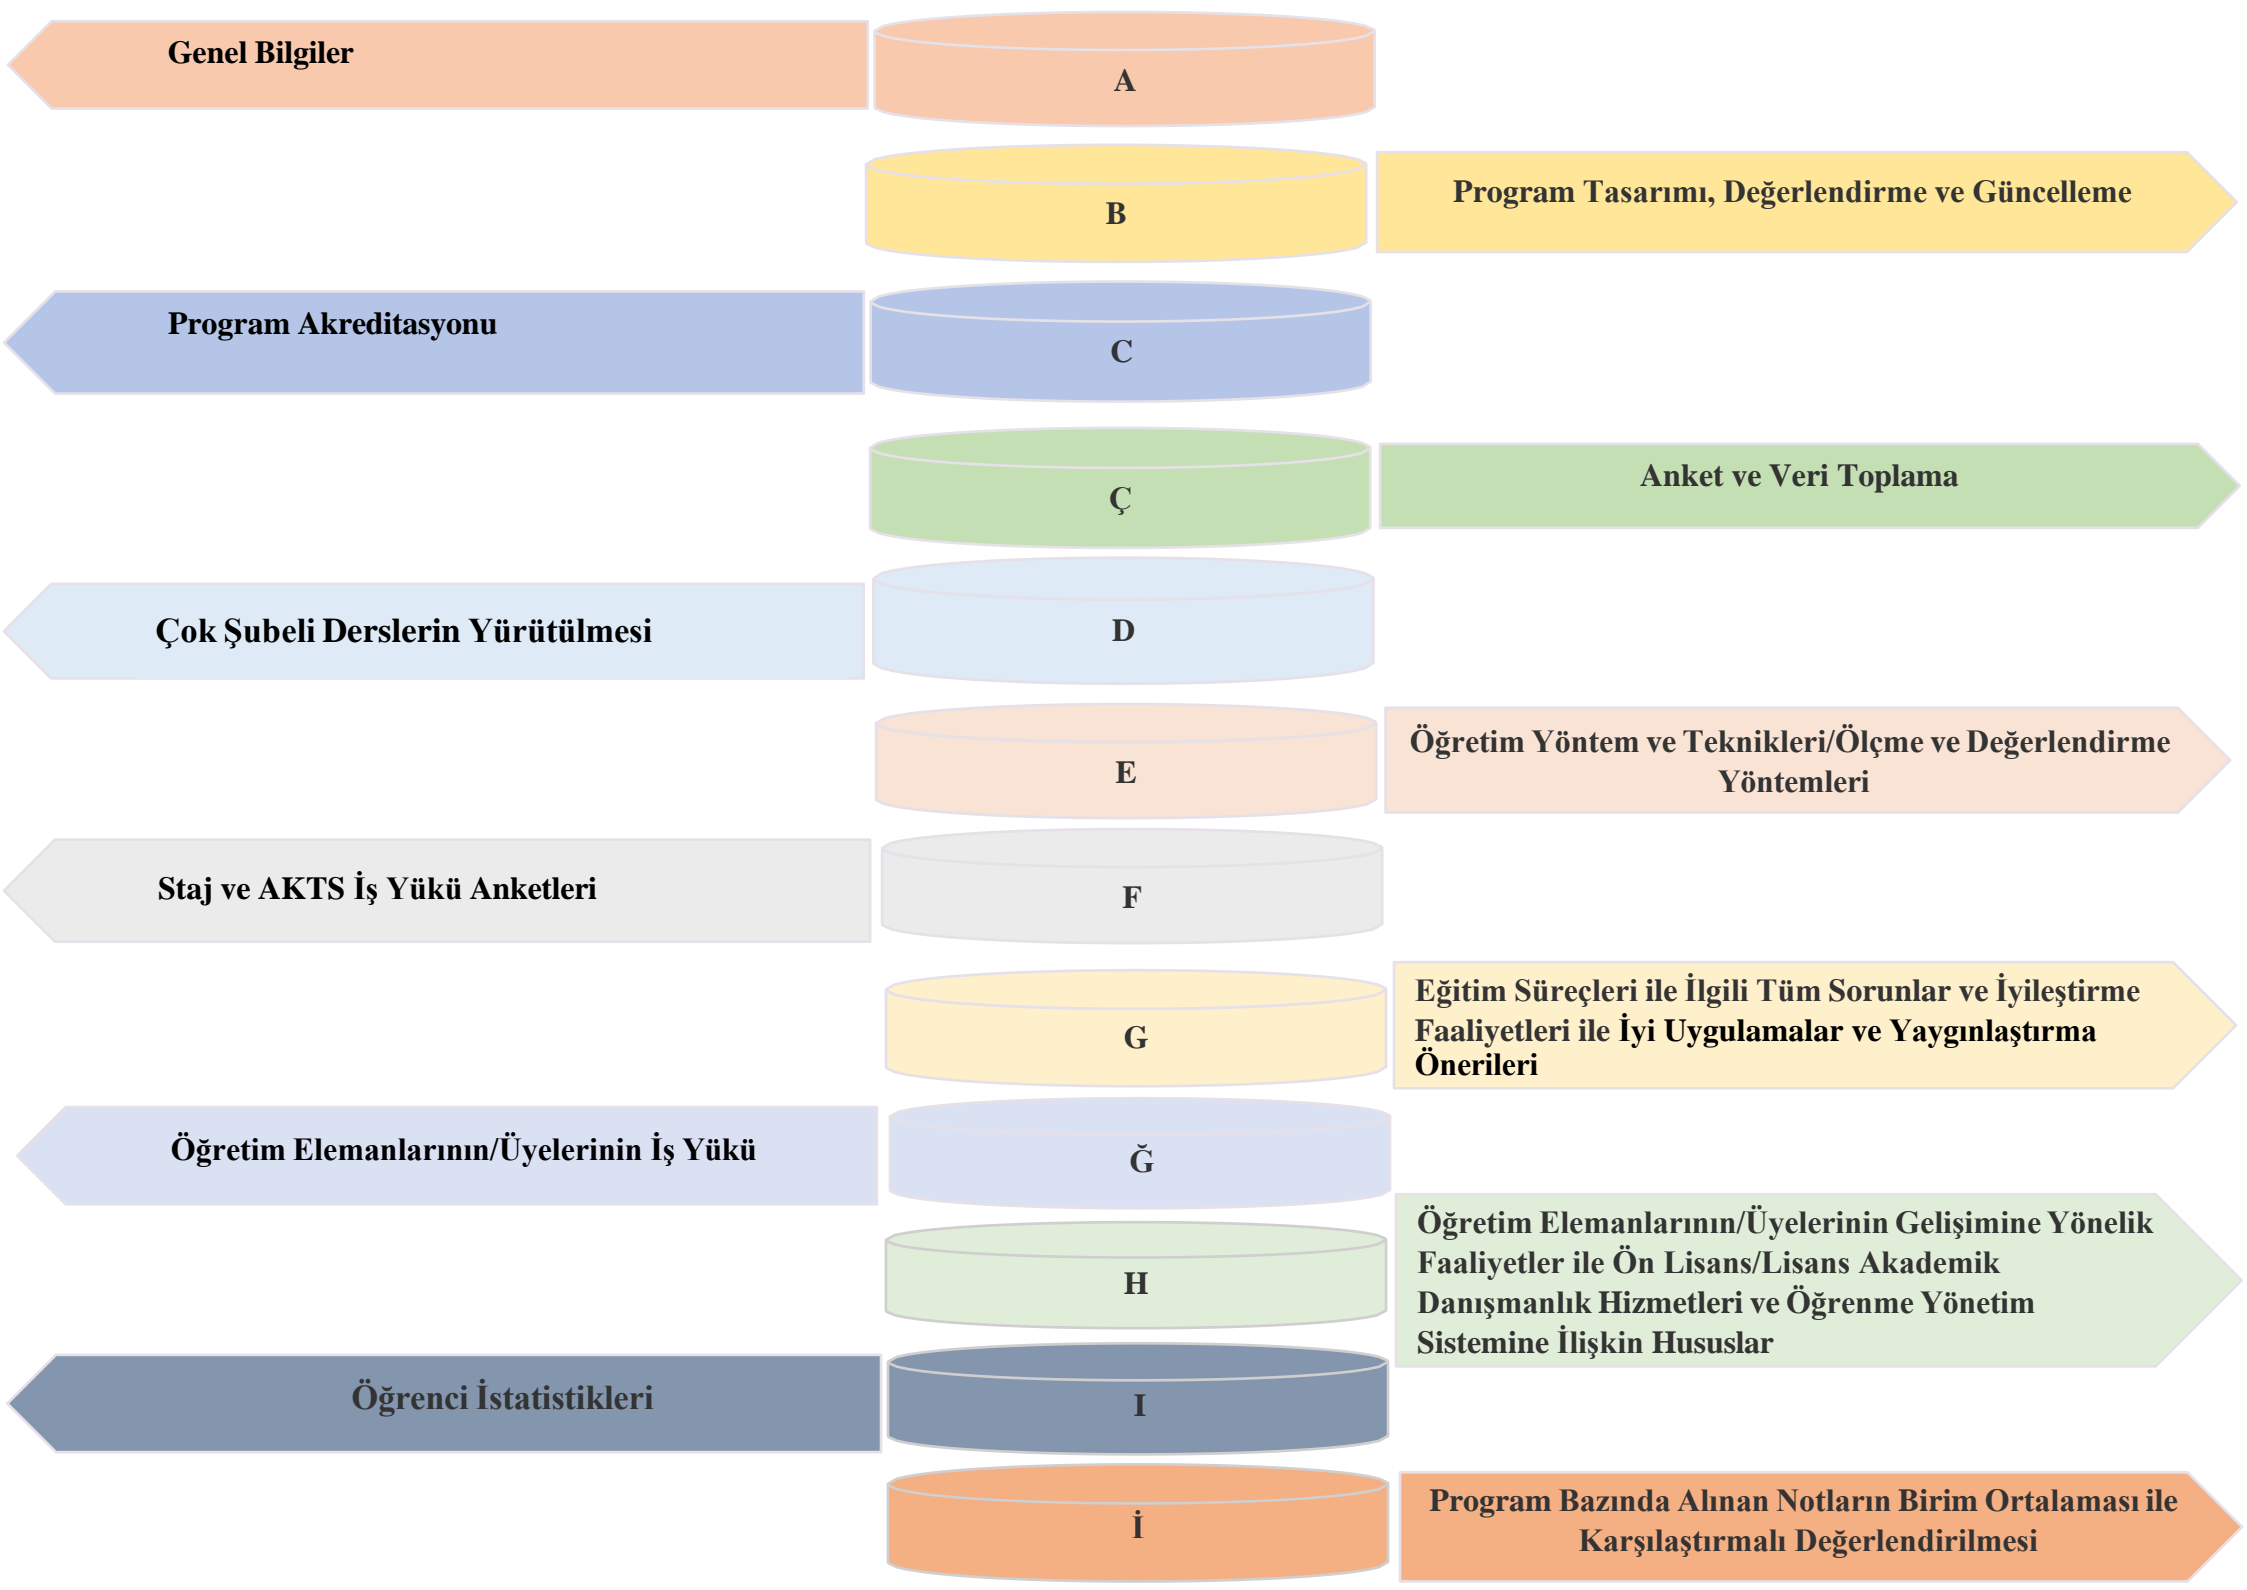 Genel Bilgiler
A
B
Program Tasarımı, Değerlendirme ve Güncelleme
Program Akreditasyonu
C
Ç
Anket ve Veri Toplama
Çok Şubeli Derslerin Yürütülmesi
D
E
Öğretim Yöntem ve Teknikleri/Ölçme ve Değerlendirme
Yöntemleri
Staj ve AKTS İş Yükü Anketleri
F
G
Eğitim Süreçleri ile İlgili Tüm Sorunlar ve İyileştirme
Faaliyetleri ile İyi Uygulamalar ve Yaygınlaştırma
Önerileri
Öğretim Elemanlarının/Üyelerinin İş Yükü
Ğ
H
Öğretim Elemanlarının/Üyelerinin Gelişimine Yönelik
Faaliyetler ile Ön Lisans/Lisans Akademik
Danışmanlık Hizmetleri ve Öğrenme Yönetim
Sistemine İlişkin Hususlar
Öğrenci İstatistikleri
I
İ
Program Bazında Alınan Notların Birim Ortalaması ile
Karşılaştırmalı Değerlendirilmesi